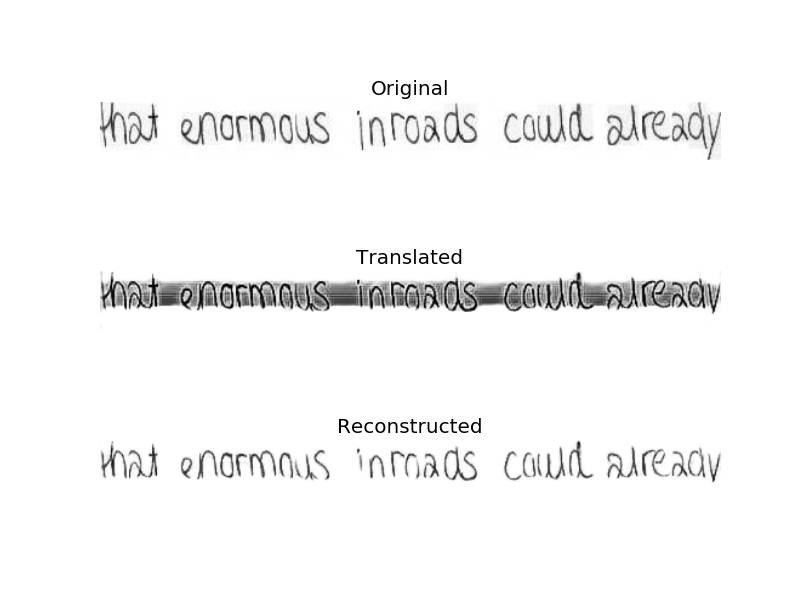 Original
that enormous inroads could already
Translated
that enormous inroads could already
Reconstructed
that enormous inroads could already